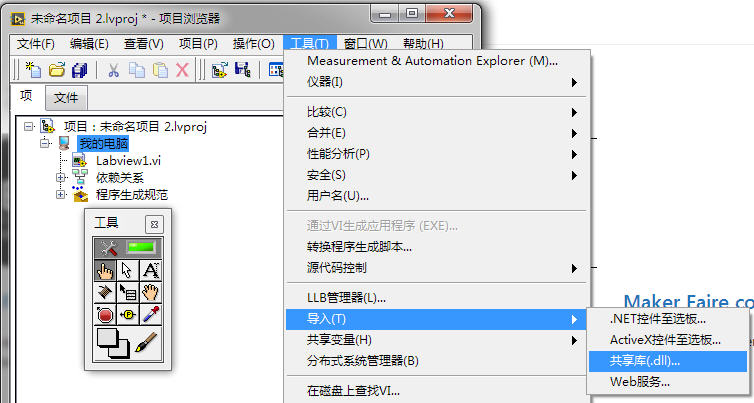 未命名项目 2.lvproj * - 项目浏览器
文件(F) 编辑(E) 查看(V) 项目(P) 操作(O) 工具(T) 窗口(W) 帮助(H)
项 文件
项目：未命名项目 2.lvproj
我的电脑
Labview1.vi
依赖关系
程序生成规范
工具
Measurement & Automation Explorer (M)...
仪器(I)
比较(C)
合并(E)
性能分析(P)
安全(S)
用户名(U)...
通过VI生成应用程序 (EXE)...
转换程序生成脚本...
源代码控制
LLB管理器(L)...
导入(T)
共享变量(H)
分布式系统管理器(B)
在磁盘上查找VI...
.NET控件至选板...
ActiveX控件至选板...
共享库(.dll)...
Web服务...
Maker Faire co